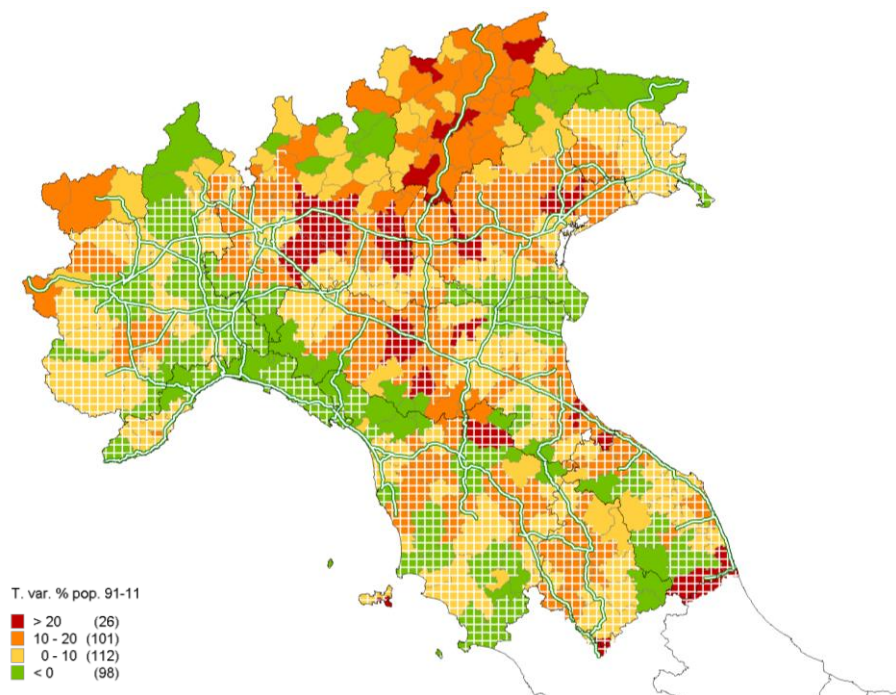 T. var. % pop. 91-11
> 20 (26)
10 - 20 (101)
0 - 10 (112)
< 0 (98)